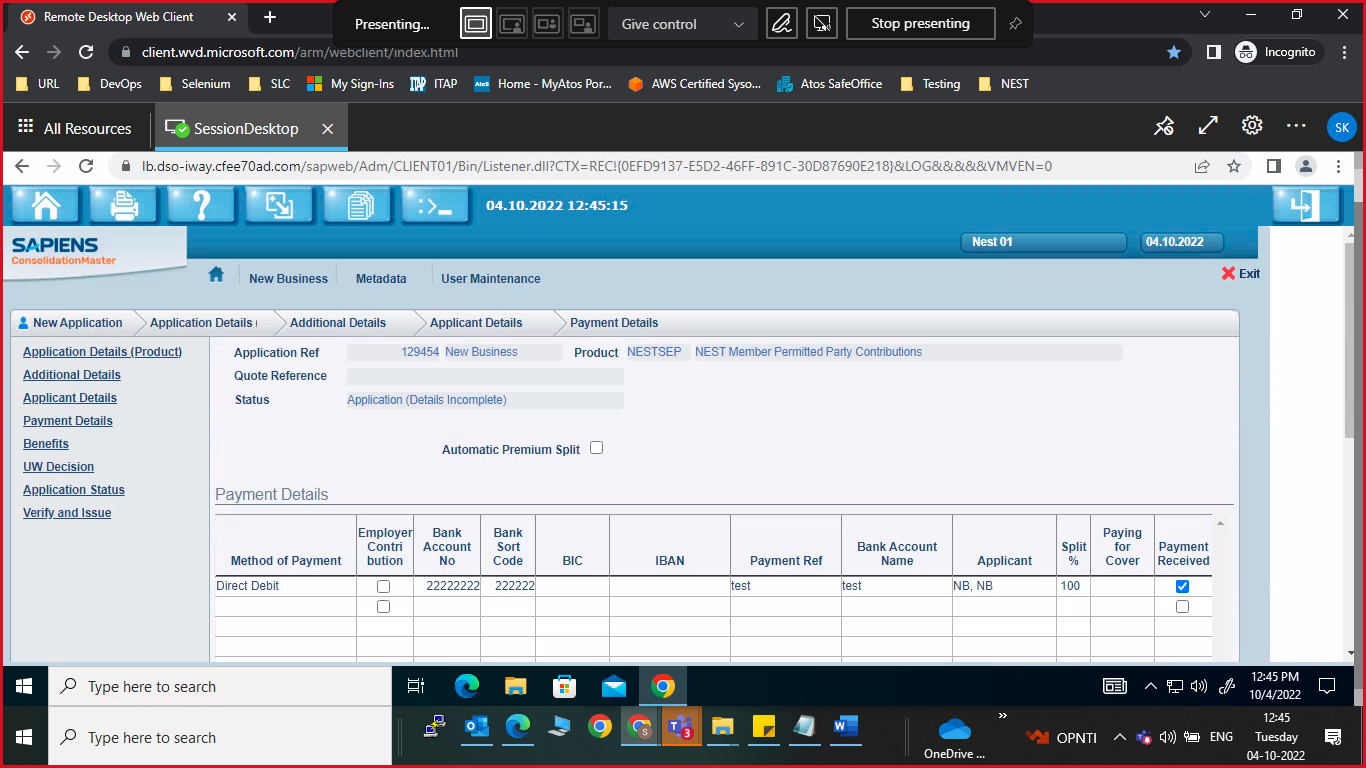 Remote Desktop Web Client
Presenting...
Give control
Stop presenting
client.wvd.microsoft.com/arm/webclient/index.html
Incognito
URL
DevOps
Selenium
SLC
My Sign-Ins
ITAP
Home - MyAtos Por...
AWS Certified Syso...
Atos SafeOffice
Testing
NEST
All Resources
SessionDesktop
SK
lb.dso-iway.cfee70ad.com/sapweb/Adm/CLIENT01/Bin/Listener.dll?CTX=REC!{0EFD9137-E5D2-46FF-891C-30D87690E218}&LOG&&&&&VMVEN=0
04.10.2022 12:45:15
SAPIENS
ConsolidationMaster
Nest 01
04.10.2022
New Business
Metadata
User Maintenance
Exit
New Application
Application Details (
Additional Details
Applicant Details
Payment Details
Application Details (Product)
Additional Details
Applicant Details
Payment Details
Benefits
UW Decision
Application Status
Verify and Issue
Application Ref 129454 New Business Product NESTSEP NEST Member Permitted Party Contributions
Quote Reference
Status Application (Details Incomplete)
Automatic Premium Split
Payment Details
Method of Payment
Employer
Contri
bution
Bank
Account
No
Bank
Sort
Code
BIC
IBAN
Payment Ref
Bank Account
Name
Applicant
Split
%
Paying
for
Cover
Payment
Received
Direct Debit 22222222 222222 test test NB, NB 100
Type here to search
12:45 PM
10/4/2022
Type here to search
S
3
OneDrive ...
OPNTI
ENG
12:45
Tuesday
04-10-2022